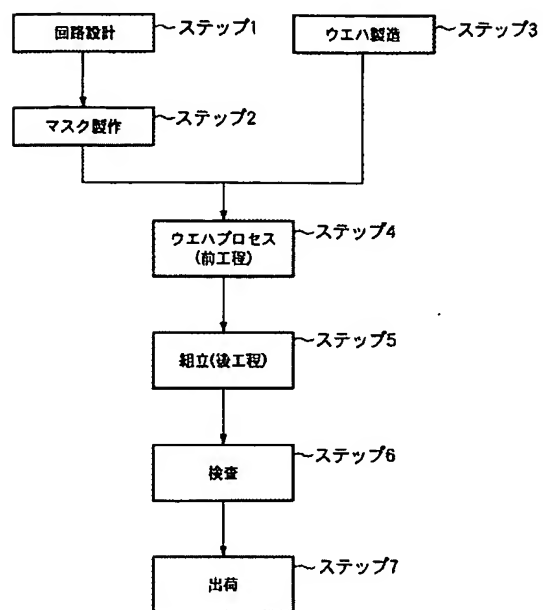 回路設計
~ステップ1
ウエハ製造
~ステップ3
マスク製作
~ステップ2
ウエハプロセス
(前工程)
~ステップ4
組立(後工程)
~ステップ5
検査
~ステップ6
出荷
~ステップ7